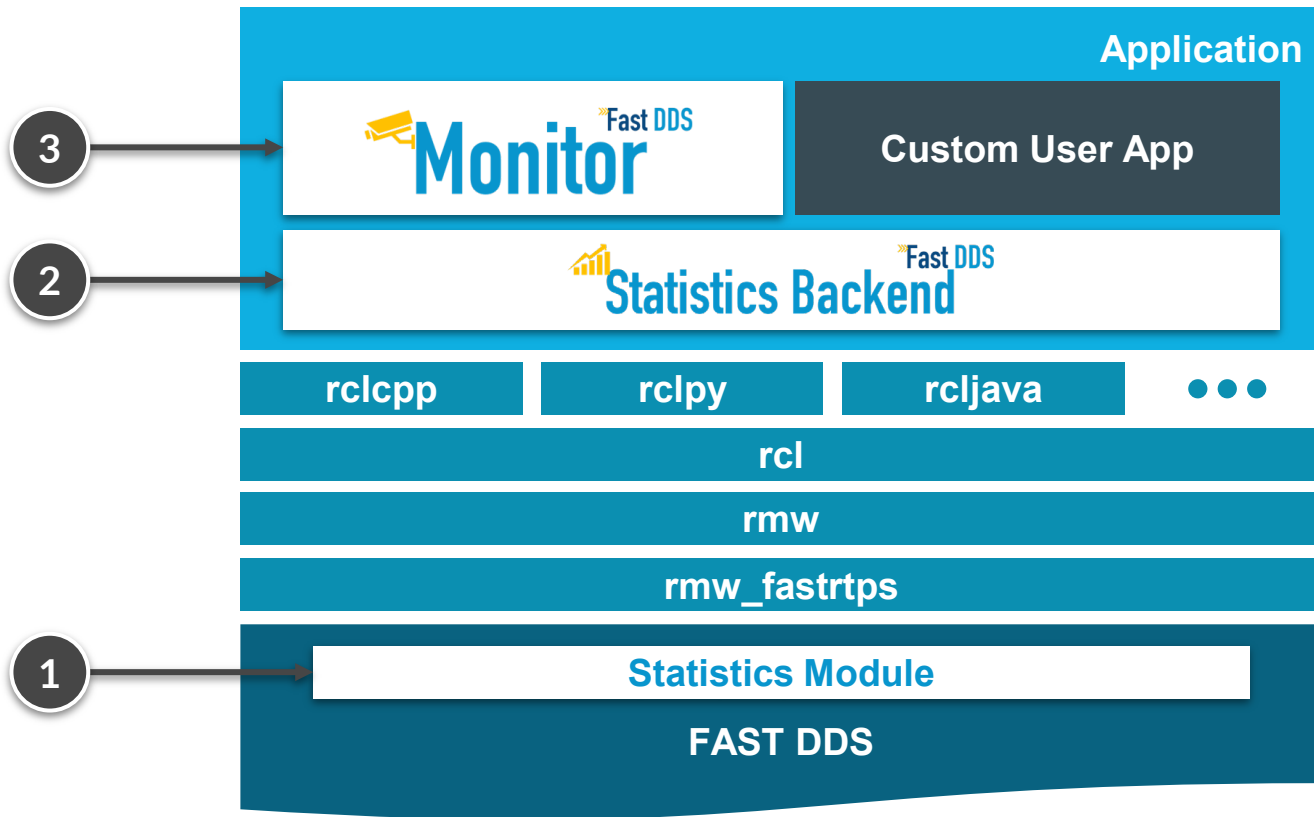 Application
3
Fast DDS
Monitor
Custom User App
2
Fast DDS
Statistics Backend
rclcpp
rclpy
rcljava
rcl
rmw
rmw_fastrtps
1
Statistics Module
FAST DDS